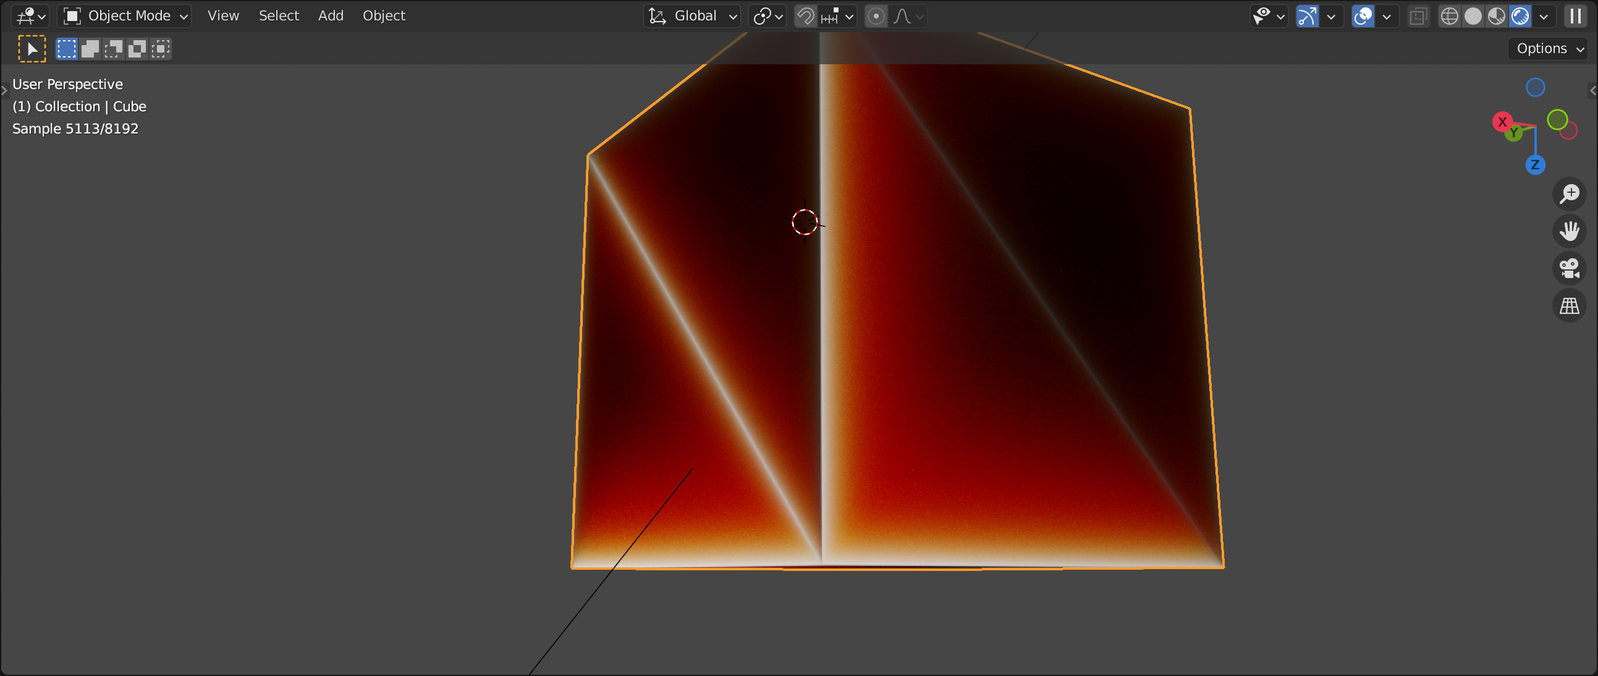 Object Mode View Select Add Object Global
Options
User Perspective
(1) Collection | Cube
Sample 5113/8192
X
Y
Z